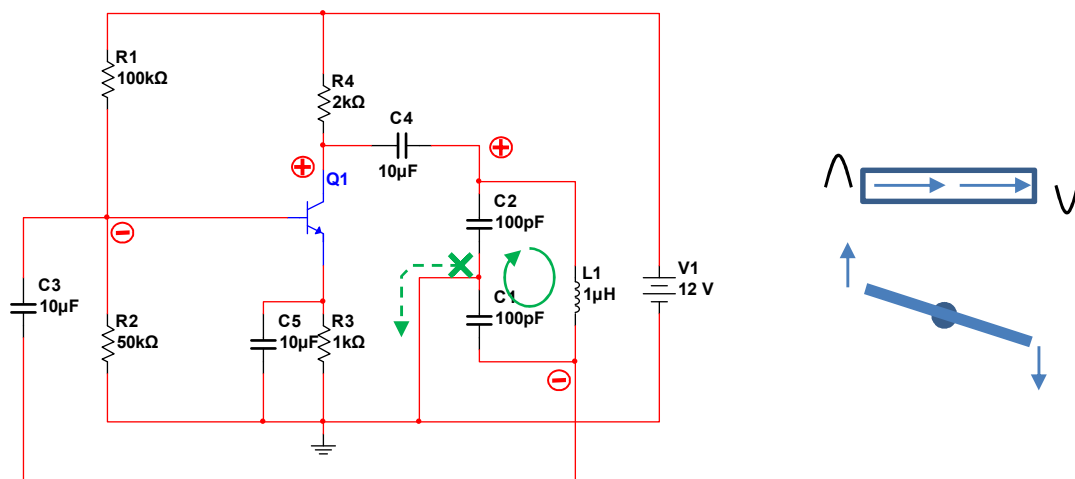 R1
100kΩ
R4
2kΩ
C4
10µF
Q1
C2
100pF
C3
10µF
R2
50kΩ
C5
10µF
R3
1kΩ
C1
100pF
L1
1µH
V1
12 V